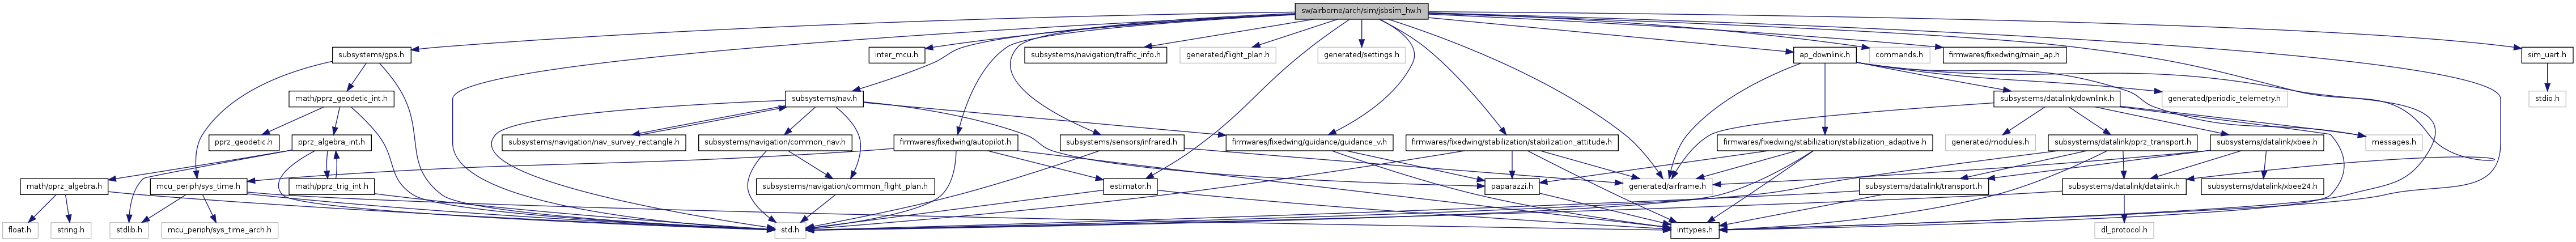 sw/airborne/arch/sim/jsbsim_hw.h
subsystems/gps.h
inter_mcu.h
subsystems/navigation/traffic_info.h
generated/flight_plan.h
generated/settings.h
ap_downlink.h
commands.h
firmwares/fixedwing/main_ap.h
sim_uart.h
math/pprz_geodetic_int.h
subsystems/nav.h
subsystems/datalink/downlink.h
generated/periodic_telemetry.h
stdio.h
pprz_geodetic.h
pprz_algebra_int.h
subsystems/navigation/nav_survey_rectangle.h
subsystems/navigation/common_nav.h
firmwares/fixedwing/autopilot.h
subsystems/sensors/infrared.h
firmwares/fixedwing/guidance/guidance_v.h
firmwares/fixedwing/stabilization/stabilization_attitude.h
firmwares/fixedwing/stabilization/stabilization_adaptive.h
generated/modules.h
subsystems/datalink/pprz_transport.h
subsystems/datalink/xbee.h
messages.h
math/pprz_algebra.h
mcu_periph/sys_time.h
math/pprz_trig_int.h
subsystems/navigation/common_flight_plan.h
estimator.h
paparazzi.h
generated/airframe.h
subsystems/datalink/transport.h
subsystems/datalink/datalink.h
subsystems/datalink/xbee24.h
float.h
string.h
stdlib.h
mcu_periph/sys_time_arch.h
std.h
inttypes.h
dl_protocol.h